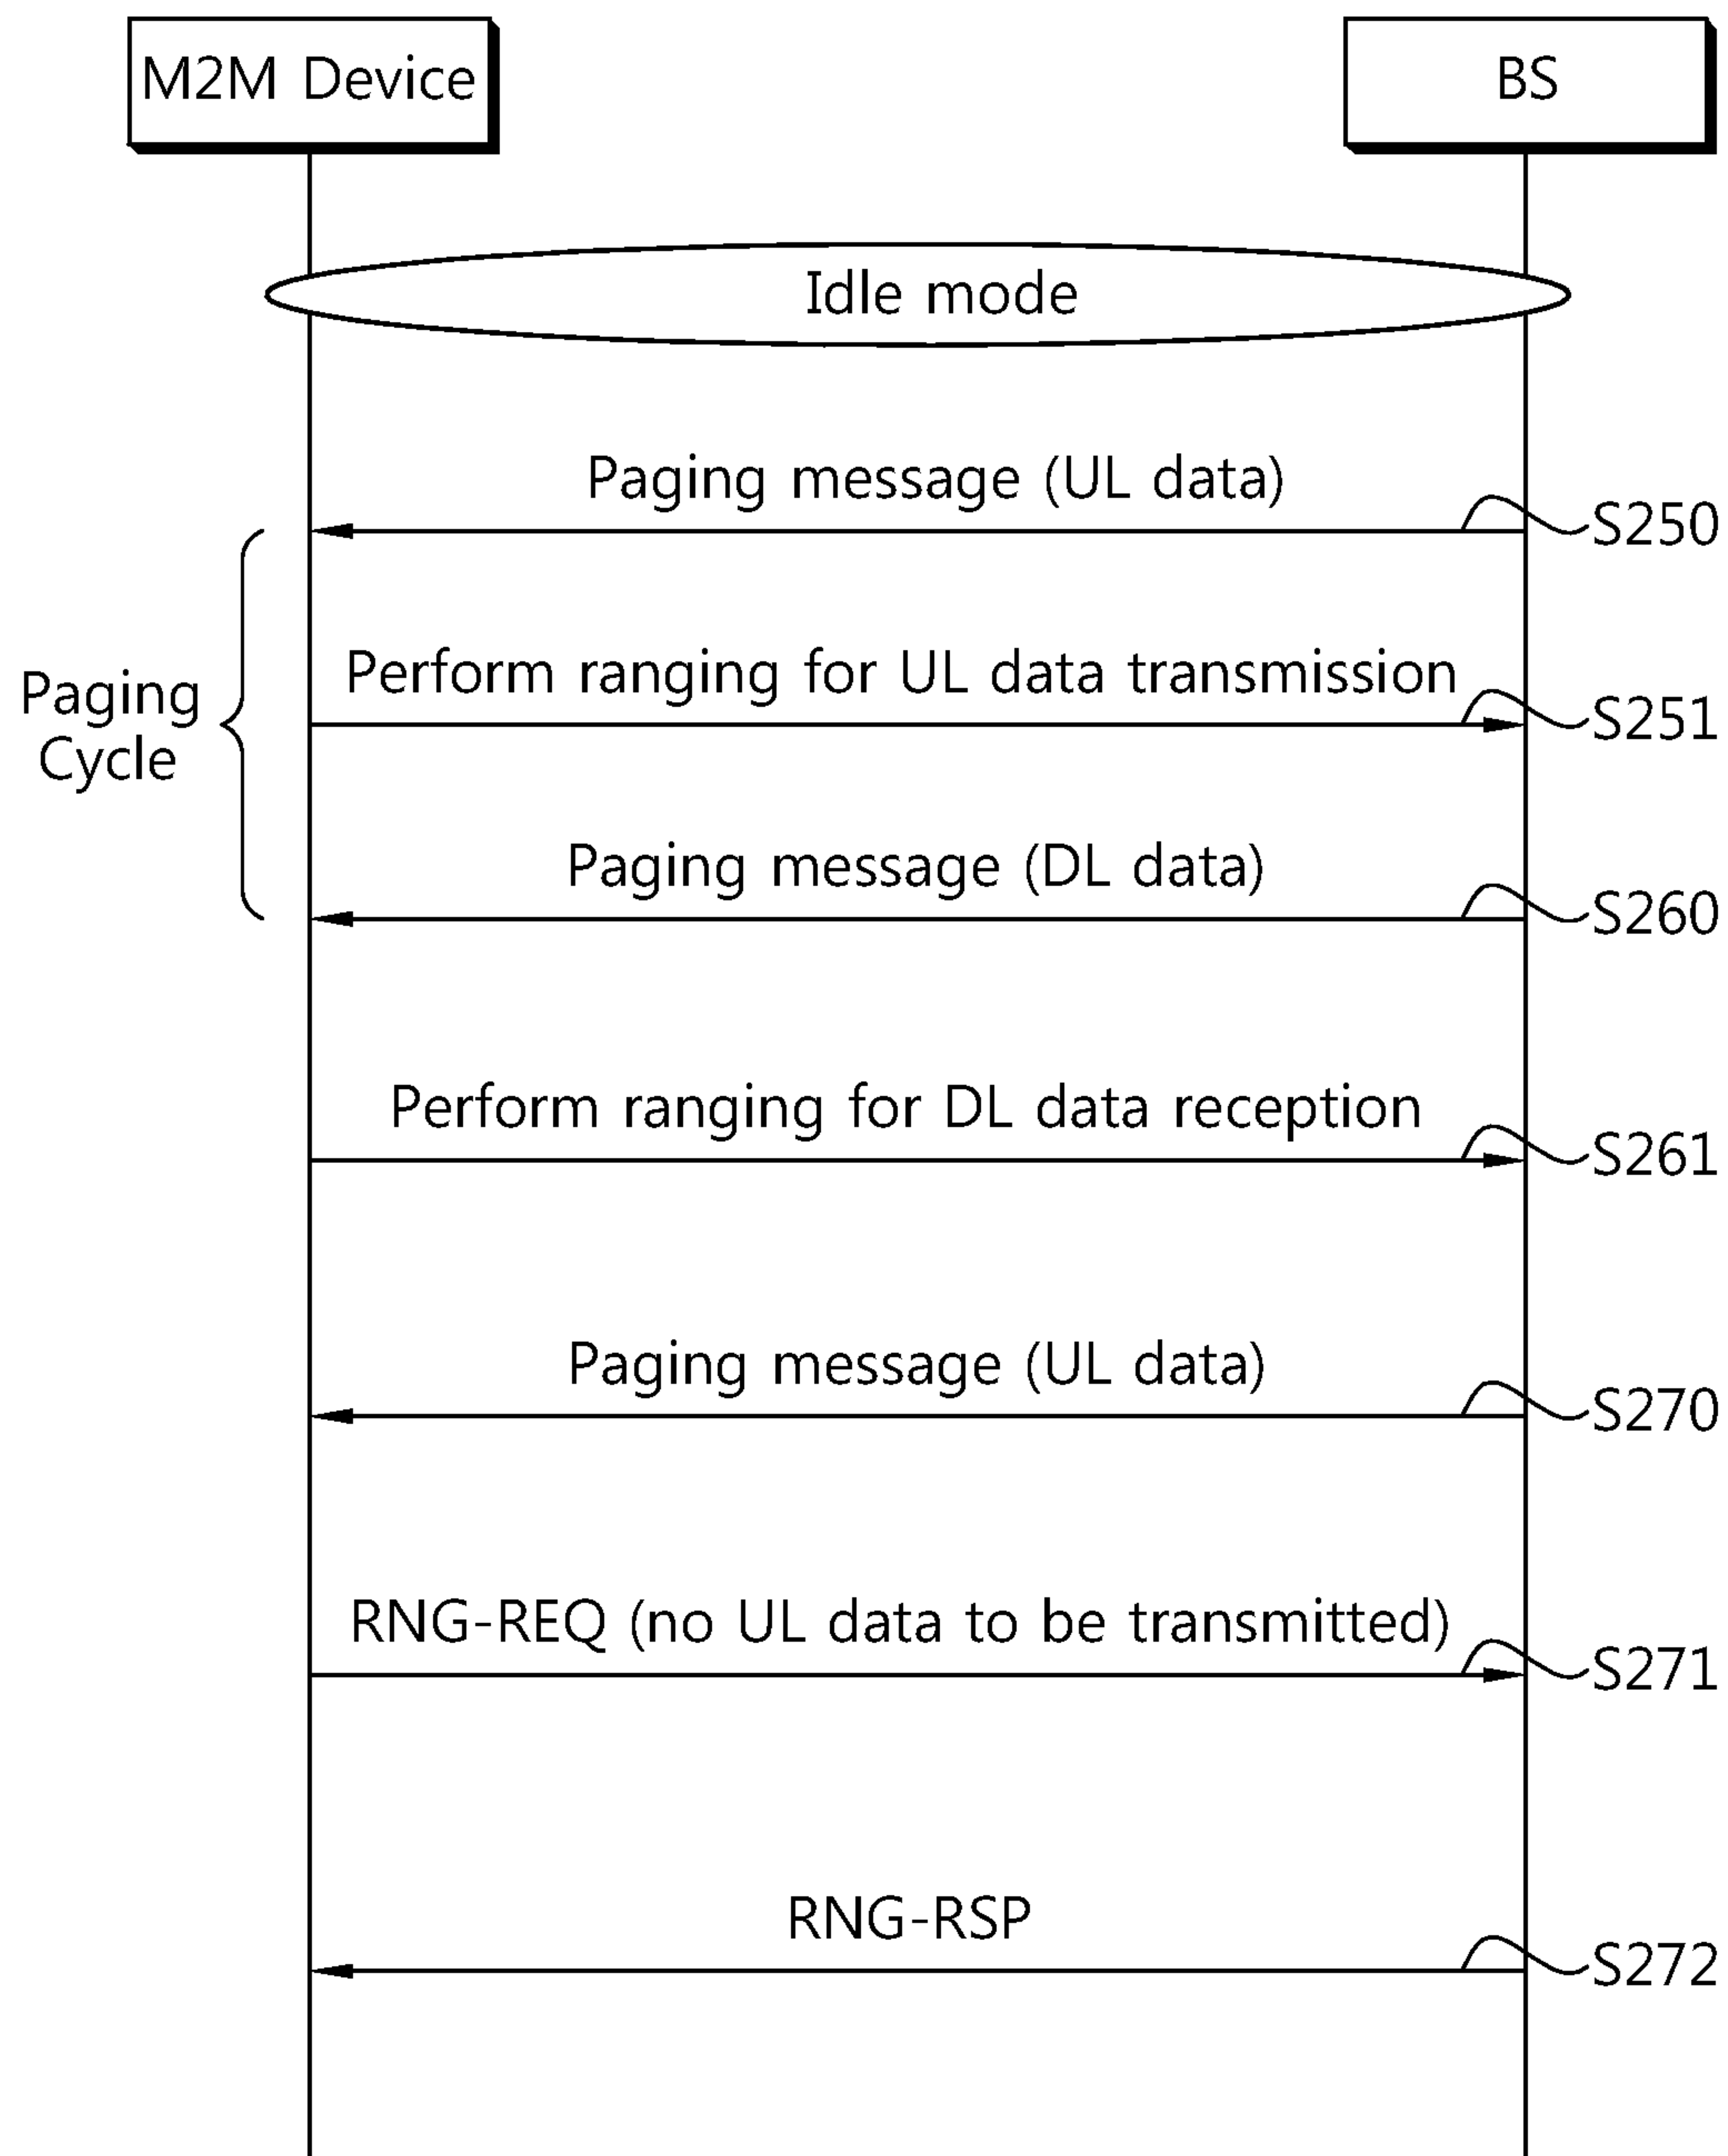 M2M Device
BS
Idle mode
Paging message (UL data)
S250
Perform ranging for UL data transmission
S251
Paging
Cycle
Paging message (DL data)
S260
Perform ranging for DL data reception
S261
Paging message (UL data)
S270
RNG-REQ (no UL data to be transmitted)
S271
RNG-RSP
S272